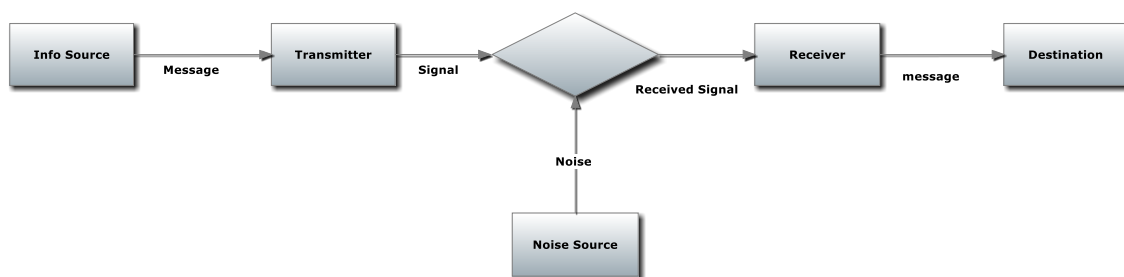 Info Source
Message
Transmitter
Signal
Received Signal
Receiver
message
Destination
Noise
Noise Source